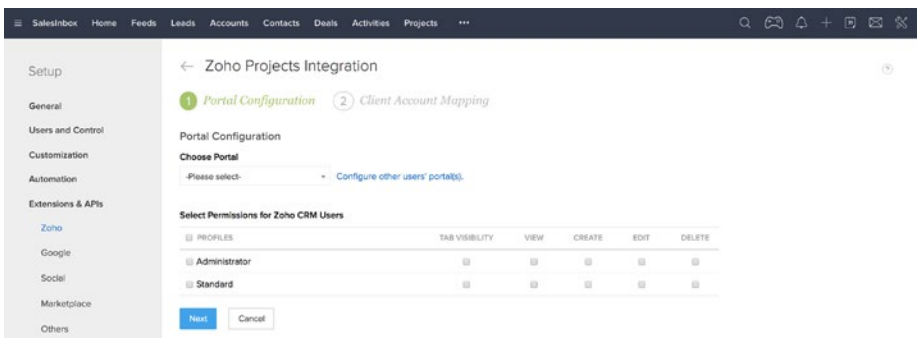 SalesInbox Home Feeds Leads Accounts Contacts Deals Activities Projects •••
Setup
← Zoho Projects Integration
1 Portal Configuration 2 Client Account Mapping
General
Users and Control
Customization
Automation
Extensions & APIs
Zoho
Google
Social
Marketplace
Others
Portal Configuration
Choose Portal
-Please select- Configure other users' portal(s).
Select Permissions for Zoho CRM Users
PROFILES TAB VISIBILITY VIEW CREATE EDIT DELETE
Administrator
Standard
Next Cancel